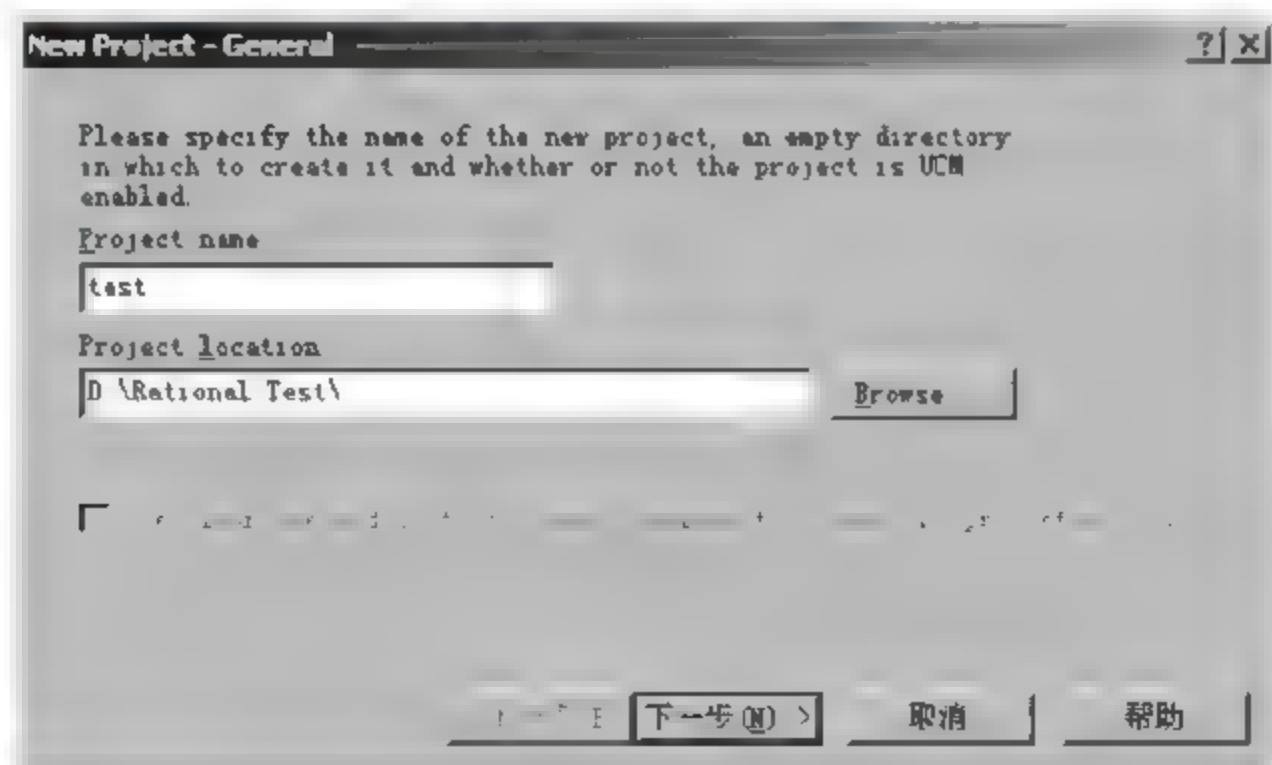 New Project - General
Please specify the name of the new project, an empty directory
in which to create it and whether or not the project is UCM
enabled.
Project name
test
Project location
D \Rational Test\
Browse
下一步(N) >
取消
帮助